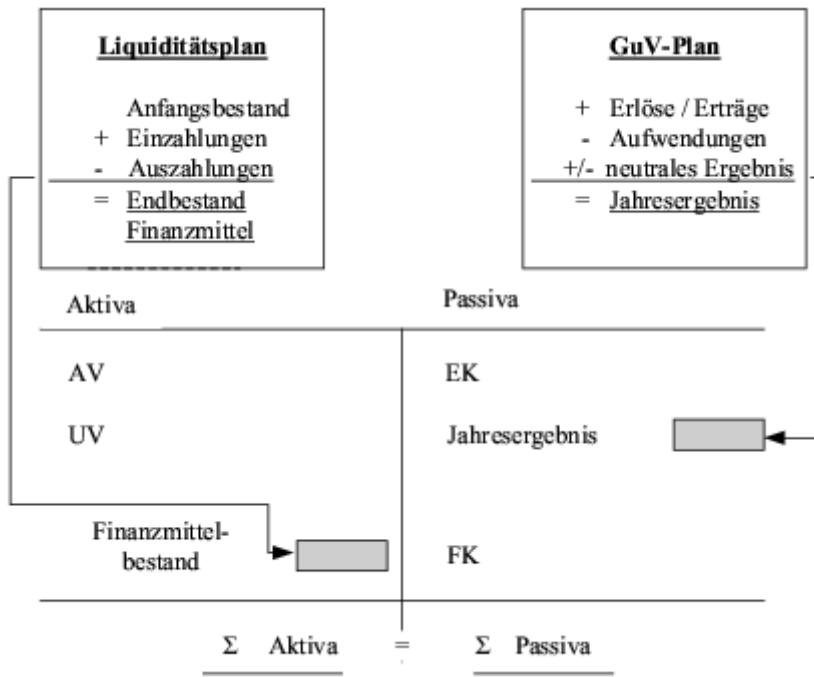 Liquiditätsplan
Anfangsbestand
+ Einzahlungen
- Auszahlungen
= Endbestand
Finanzmittel
GuV-Plan
+ Erlöse / Erträge
- Aufwendungen
+/- neutrales Ergebnis
= Jahresergebnis
Aktiva
Passiva
AV
EK
UV
Jahresergebnis
Finanzmittel-
bestand
FK
Σ Aktiva = Σ Passiva